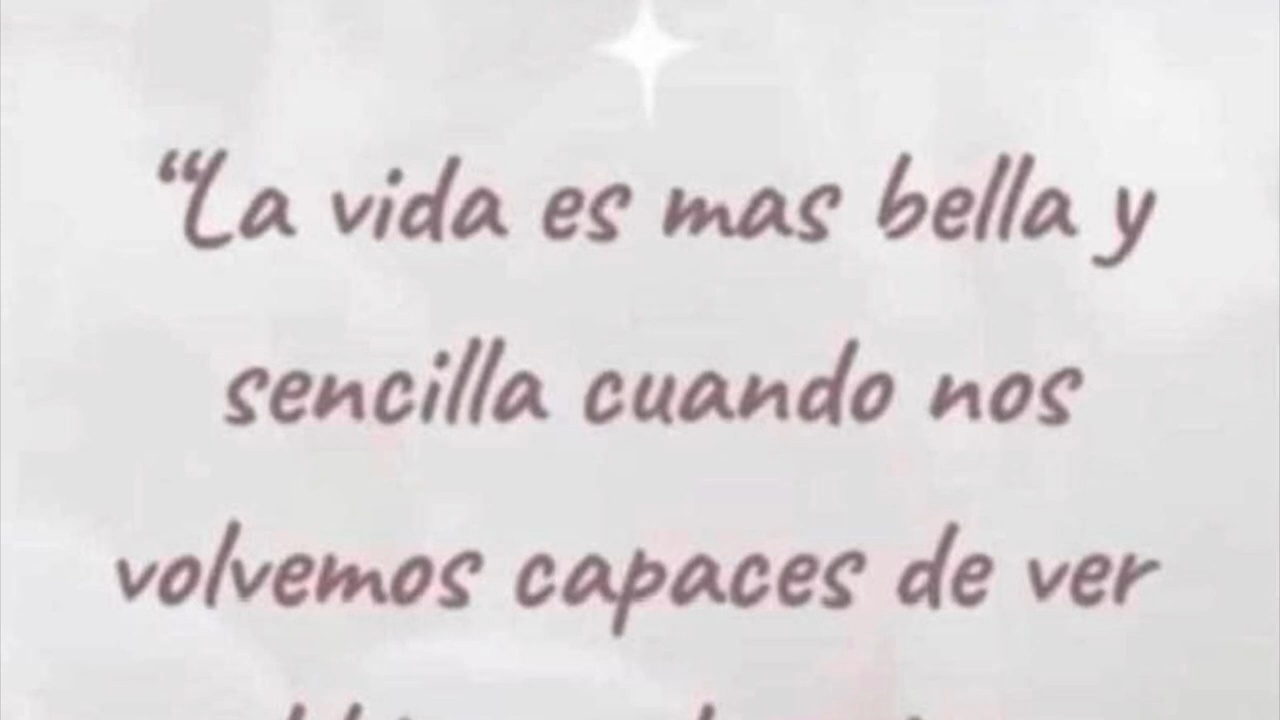 “La vida es mas bella y
sencilla cuando nos
volvemos capaces de ver